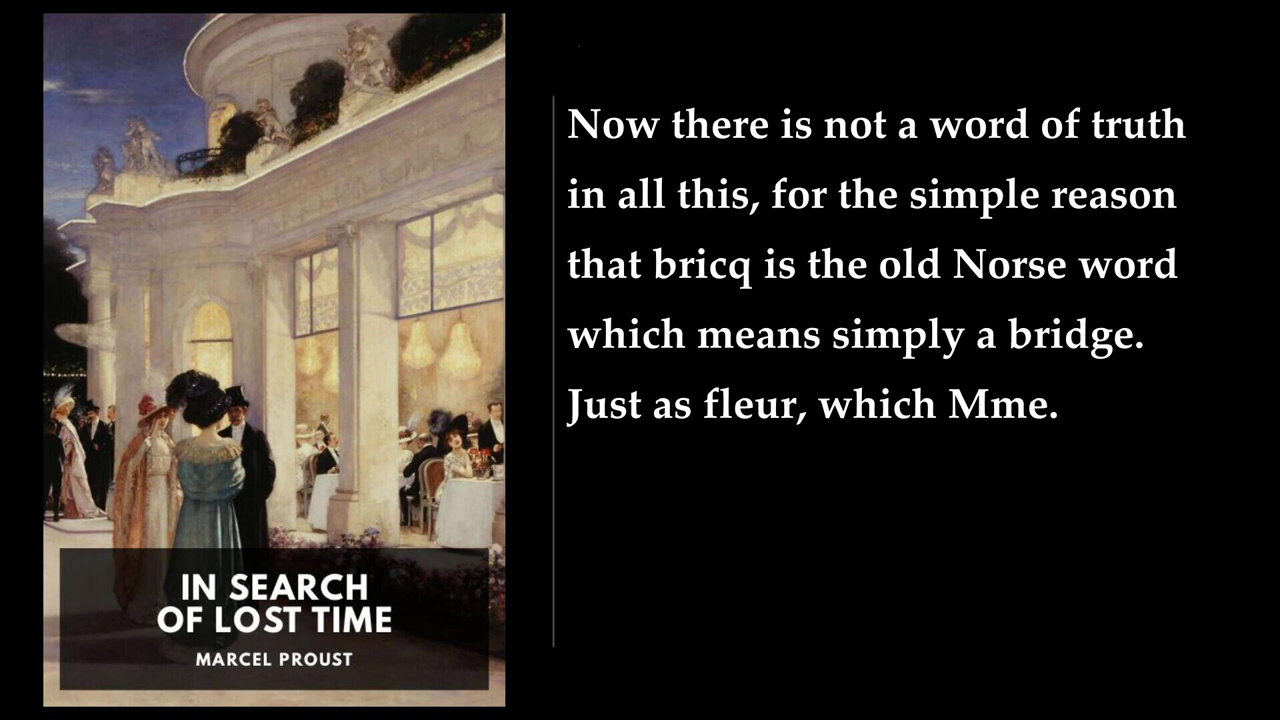 IN SEARCH
OF LOST TIME
MARCEL PROUST
Now there is not a word of truth
in all this, for the simple reason
that bricq is the old Norse word
which means simply a bridge.
Just as fleur, which Mme.